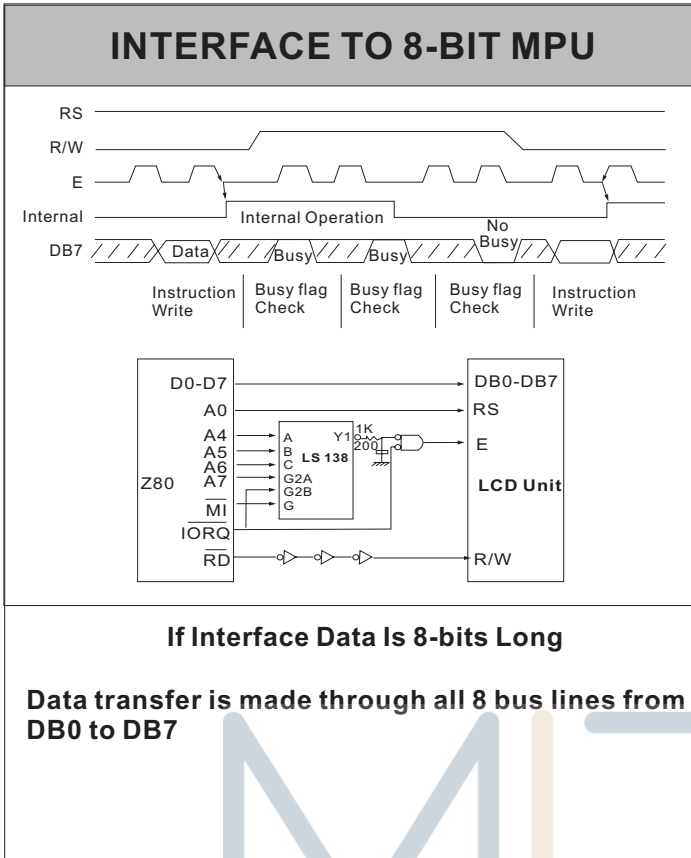 INTERFACE TO 8-BIT MPU
RS
R/W
E
Internal
Internal Operation
No
Busy
DB7
Data
Busy
Busy
Instruction
Write
Busy flag
Check
Busy flag
Check
Busy flag
Check
Instruction
Write
D0-D7
A0
A4
A5
A6
A7
Z80
MI
IORQ
RD
A
B
C
G2A
G2B
G
Y1
LS 138
1K
200
DB0-DB7
RS
E
LCD Unit
R/W
If Interface Data Is 8-bits Long
Data transfer is made through all 8 bus lines from
DB0 to DB7